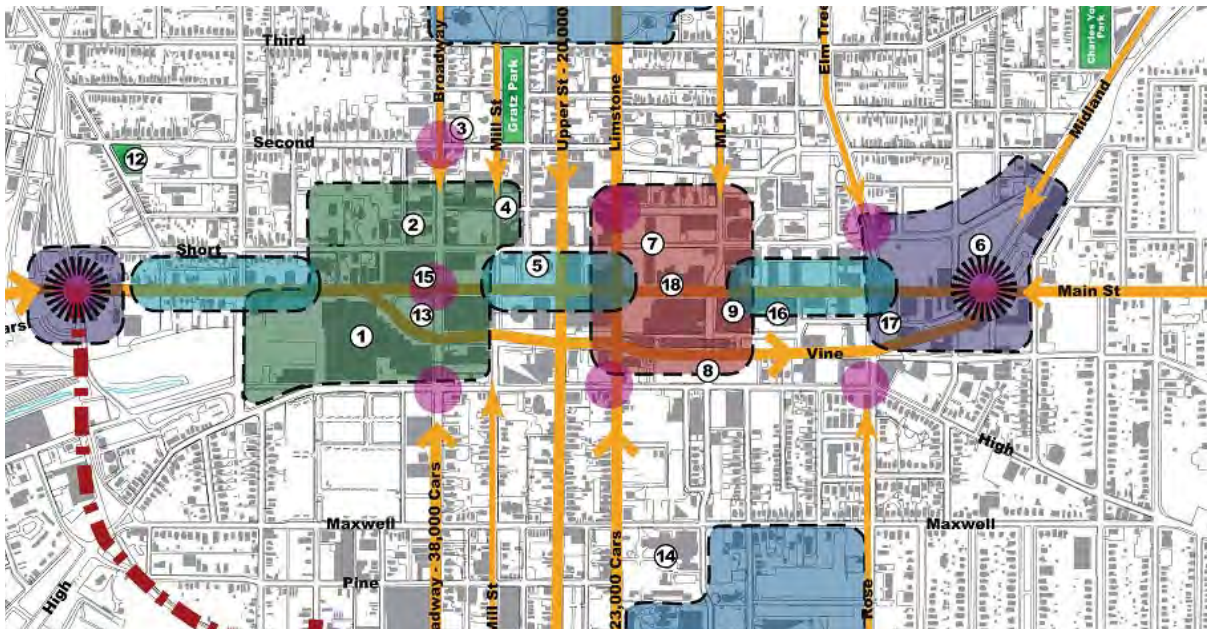 Third
Broadway
Mill St
Gratz Park
Upper St - 20,000
Limstone
MLK
Elm Tree
Charles You
Park
Midland
3
Second
12
4
2
7
6
Short
5
15
18
Main St
ars
13
9
16
17
1
Vine
8
High
Maxwell
Maxwell
adway - 38,000 Cars
Mill St
23,000 Cars
14
Pine
High
Rose